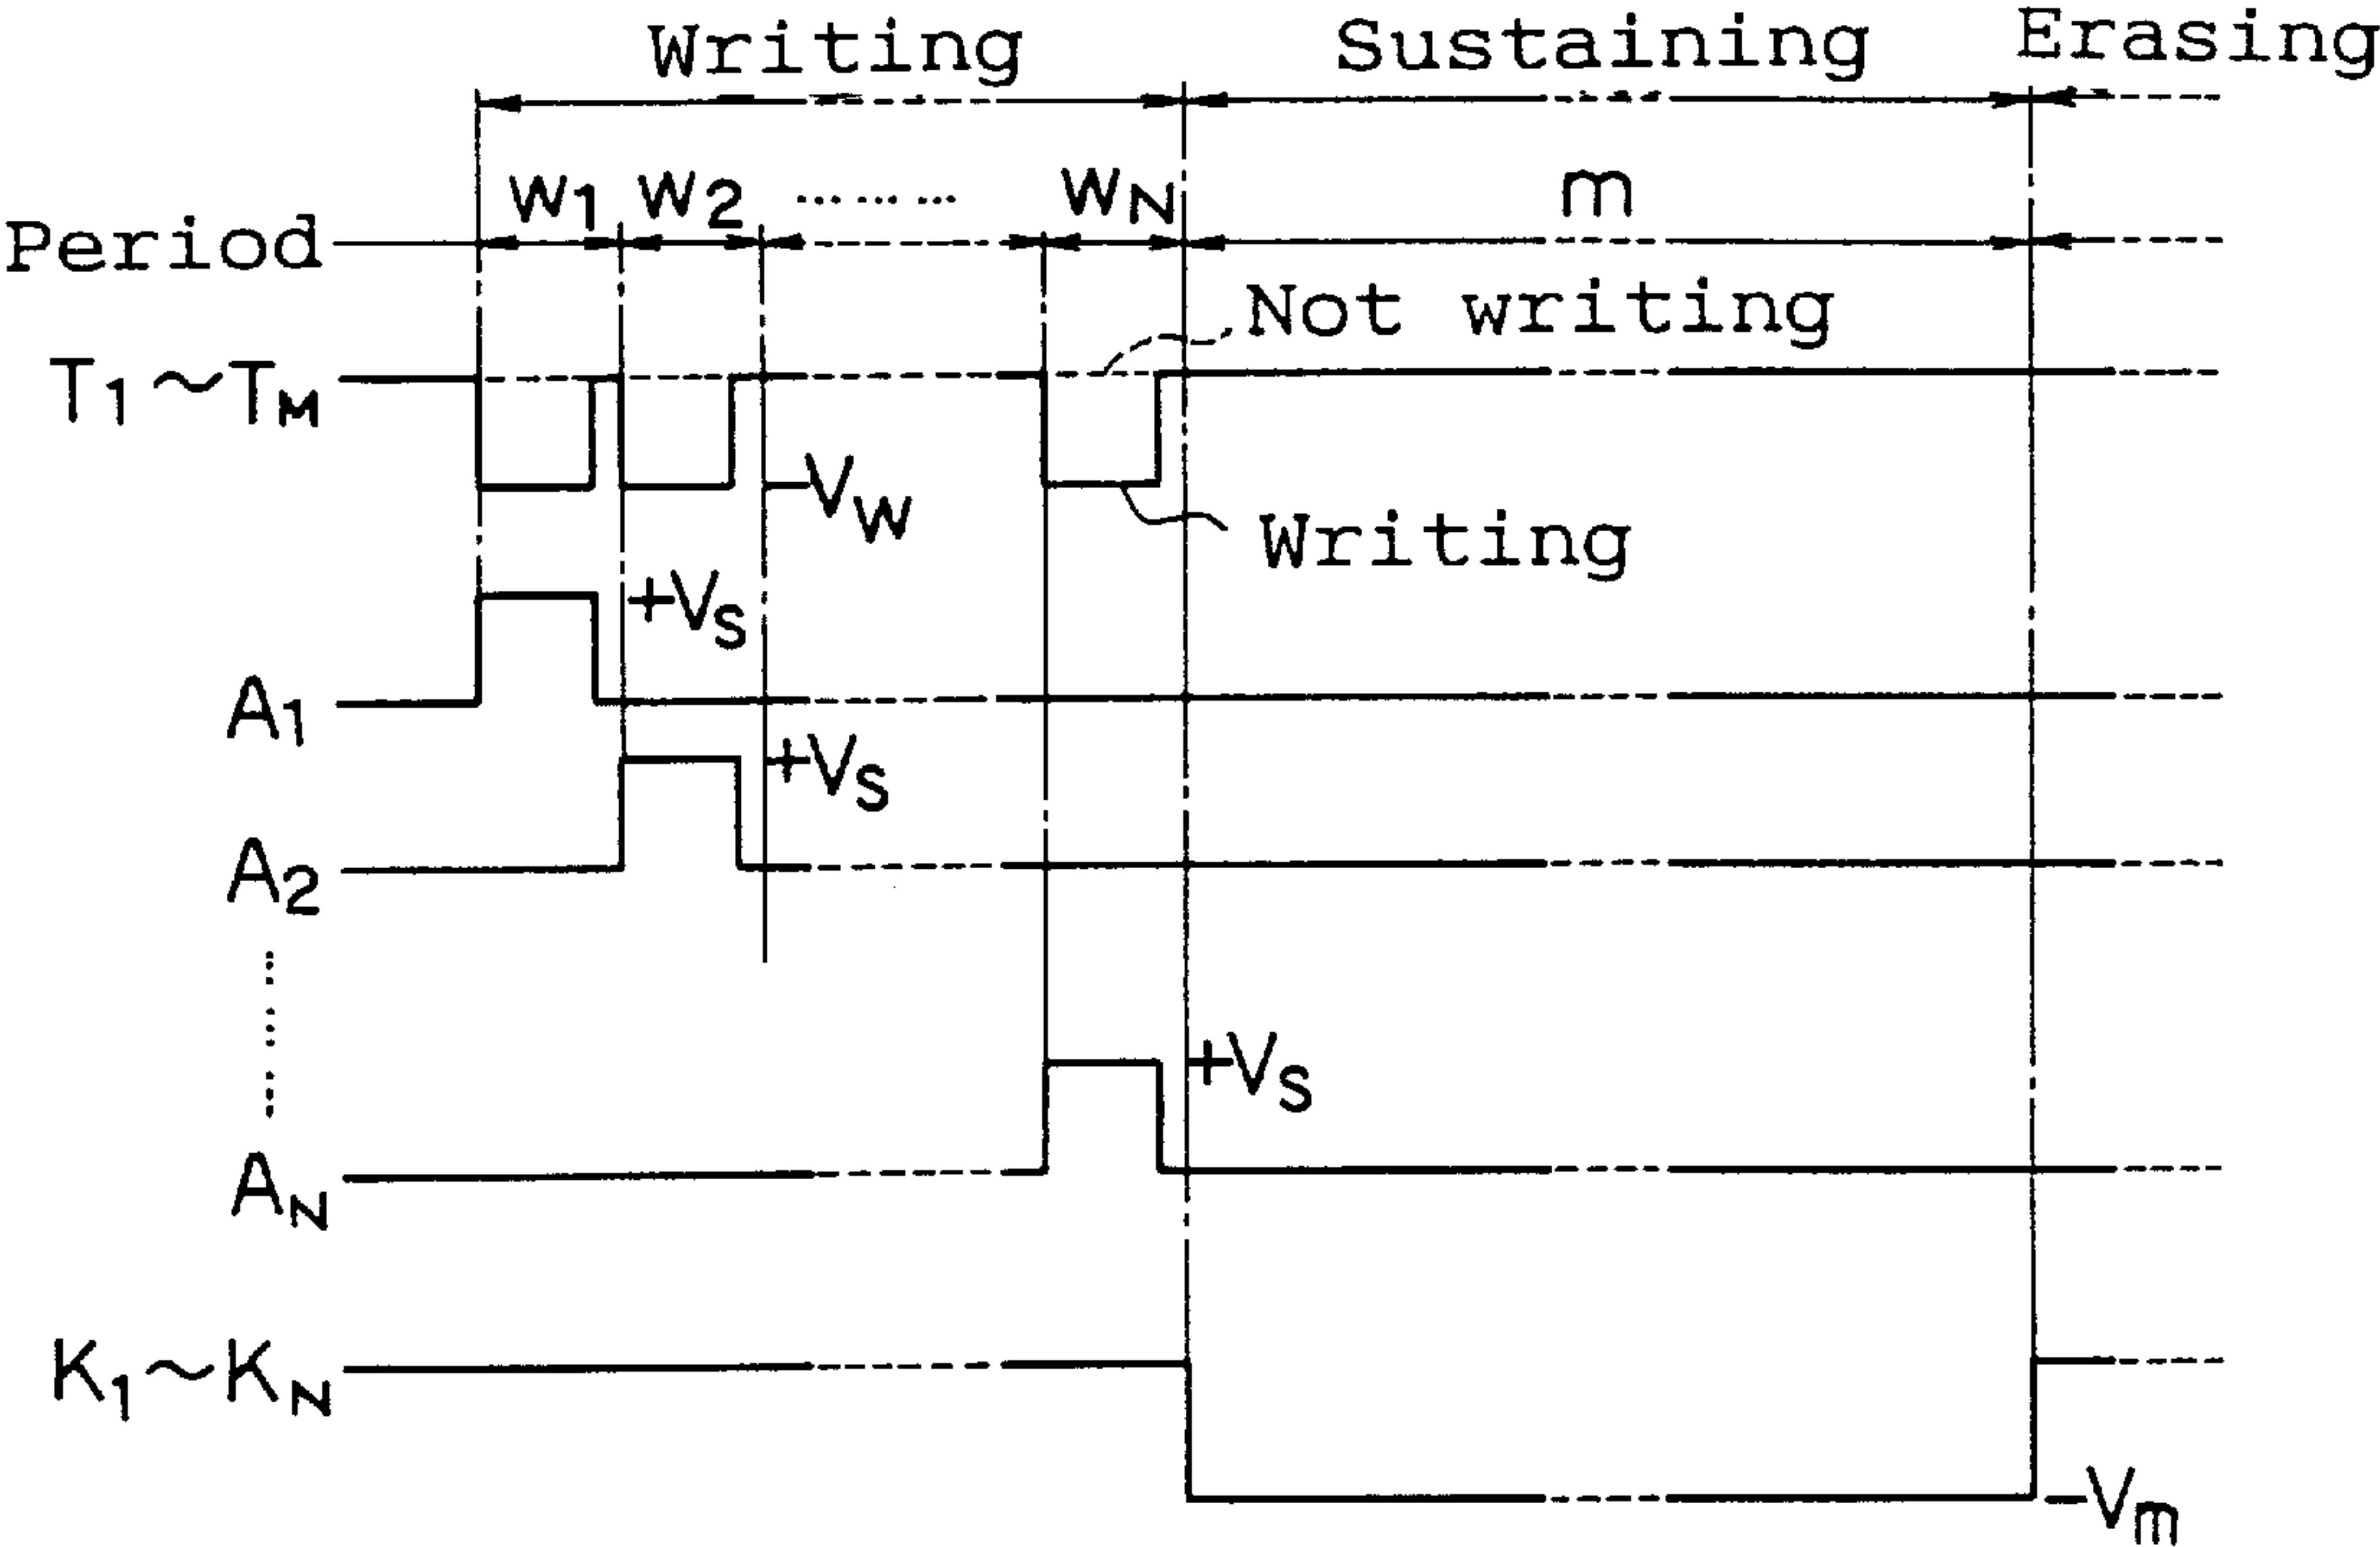 Writing Sustaining Erasing
Period W1 W2 ......... WN m
Not writing
T1~TM
-VW
Writing
+VS
A1
+VS
A2
+VS
AN
K1~KN
-Vm